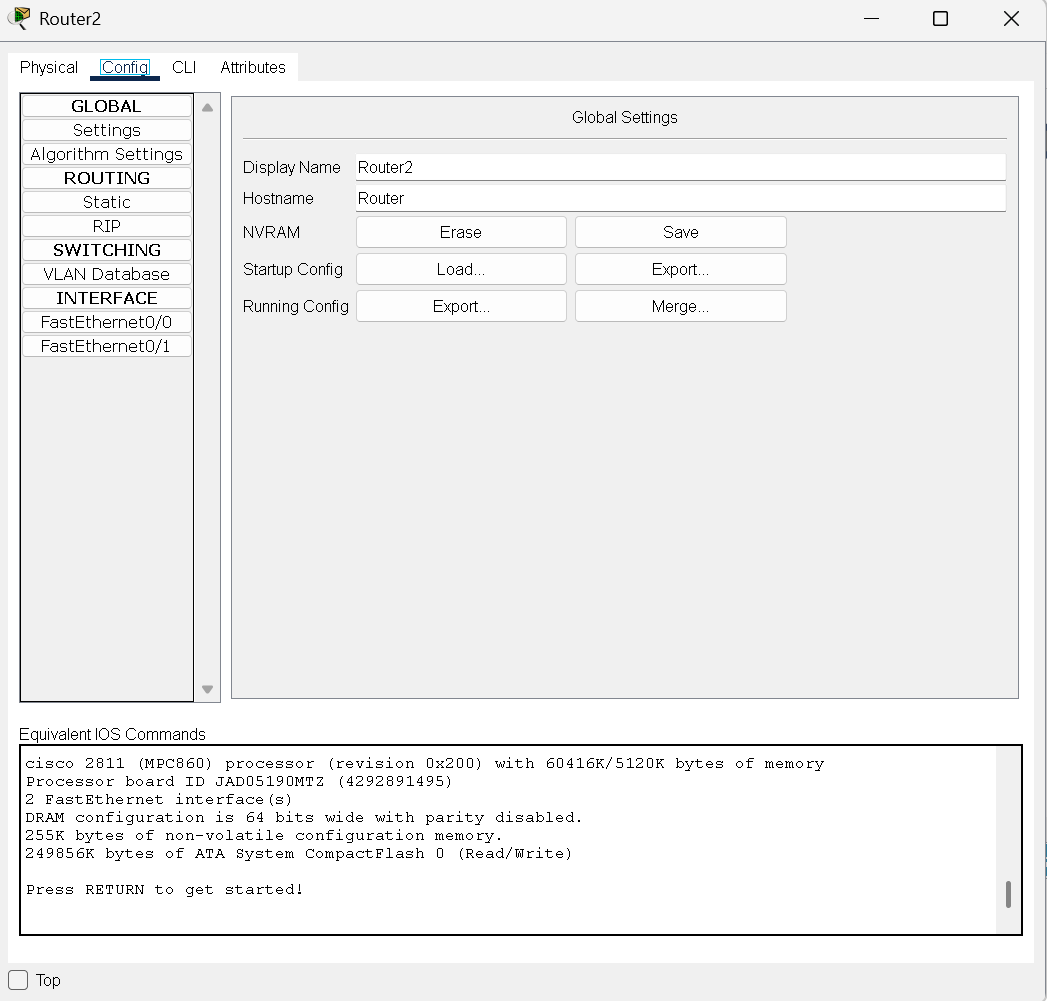 Router2
Physical Config CLI Attributes
GLOBAL
Settings
Algorithm Settings
ROUTING
Static
RIP
SWITCHING
VLAN Database
INTERFACE
FastEthernet0/0
FastEthernet0/1
Global Settings
Display Name Router2
Hostname Router
NVRAM Erase Save
Startup Config Load... Export...
Running Config Export... Merge...
Equivalent IOS Commands
cisco 2811 (MPC860) processor (revision 0x200) with 60416K/5120K bytes of memory
Processor board ID JAD05190MTZ (4292891495)
2 FastEthernet interface(s)
DRAM configuration is 64 bits wide with parity disabled.
255K bytes of non-volatile configuration memory.
249856K bytes of ATA System CompactFlash 0 (Read/Write)
Press RETURN to get started!
Top